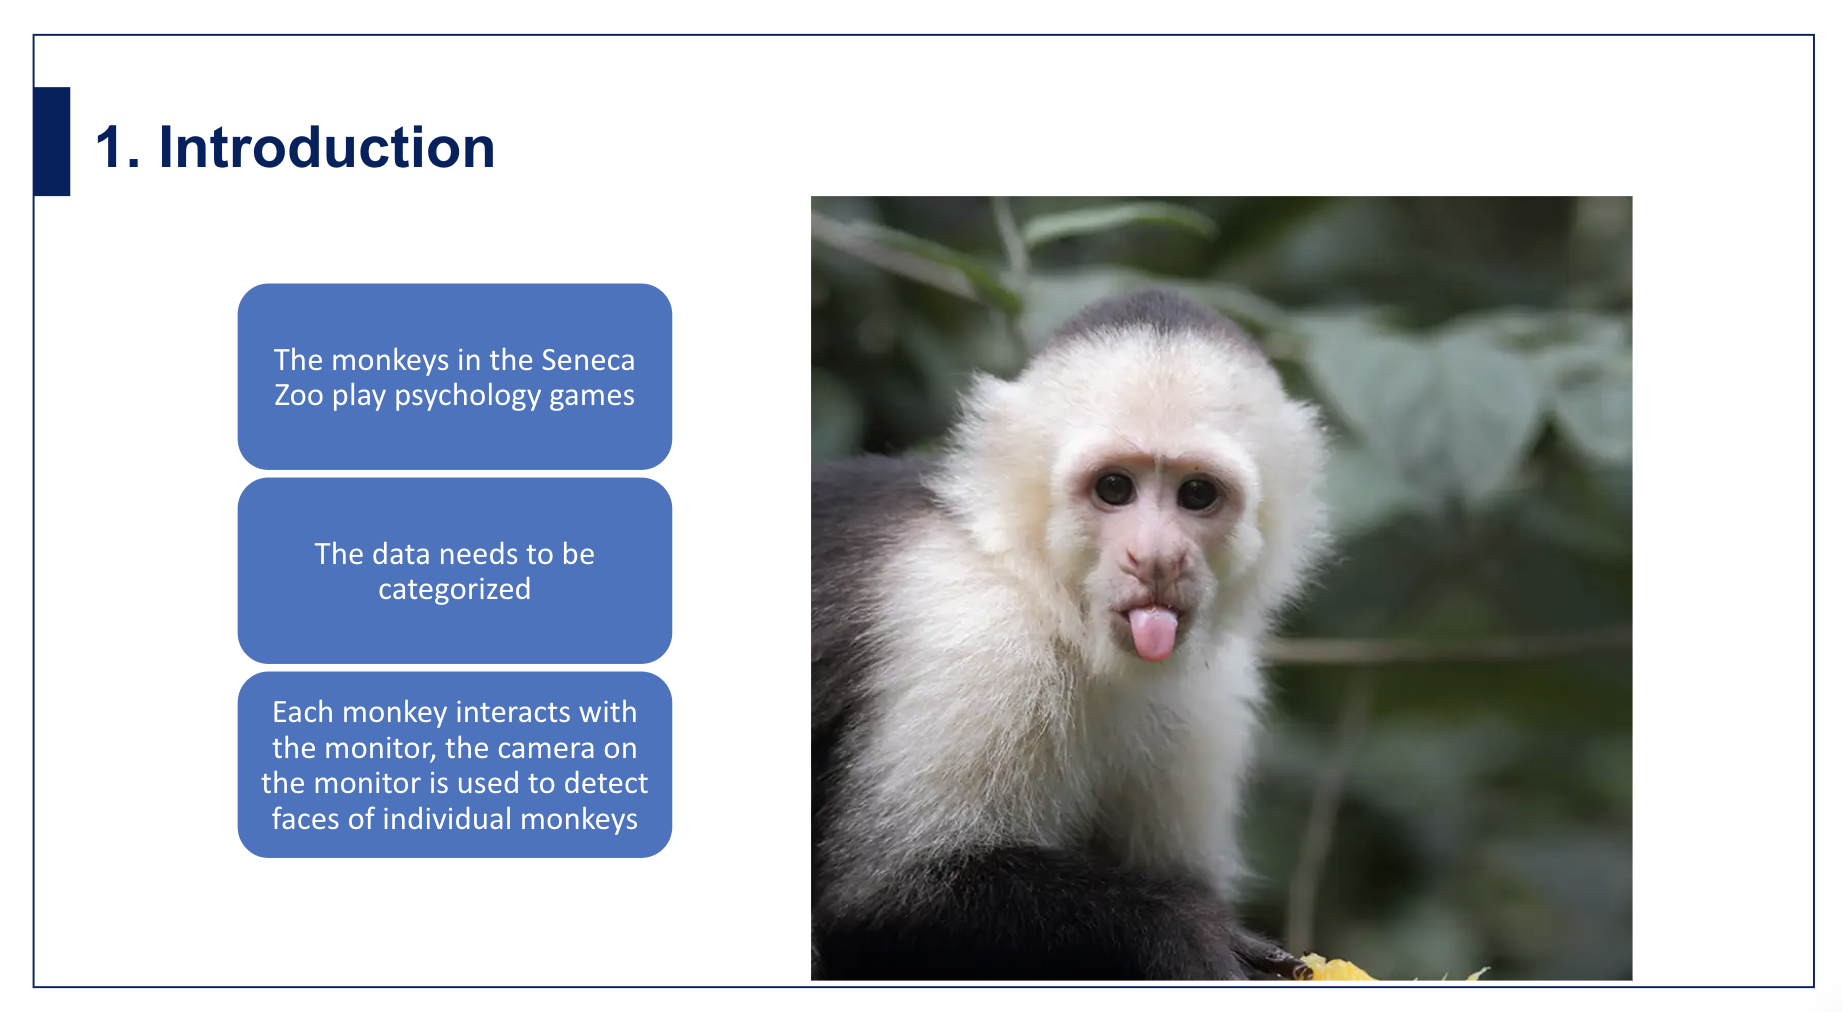 1. Introduction
The monkeys in the Seneca
Zoo play psychology games
The data needs to be
categorized
Each monkey interacts with
the monitor, the camera on
the monitor is used to detect
faces of individual monkeys